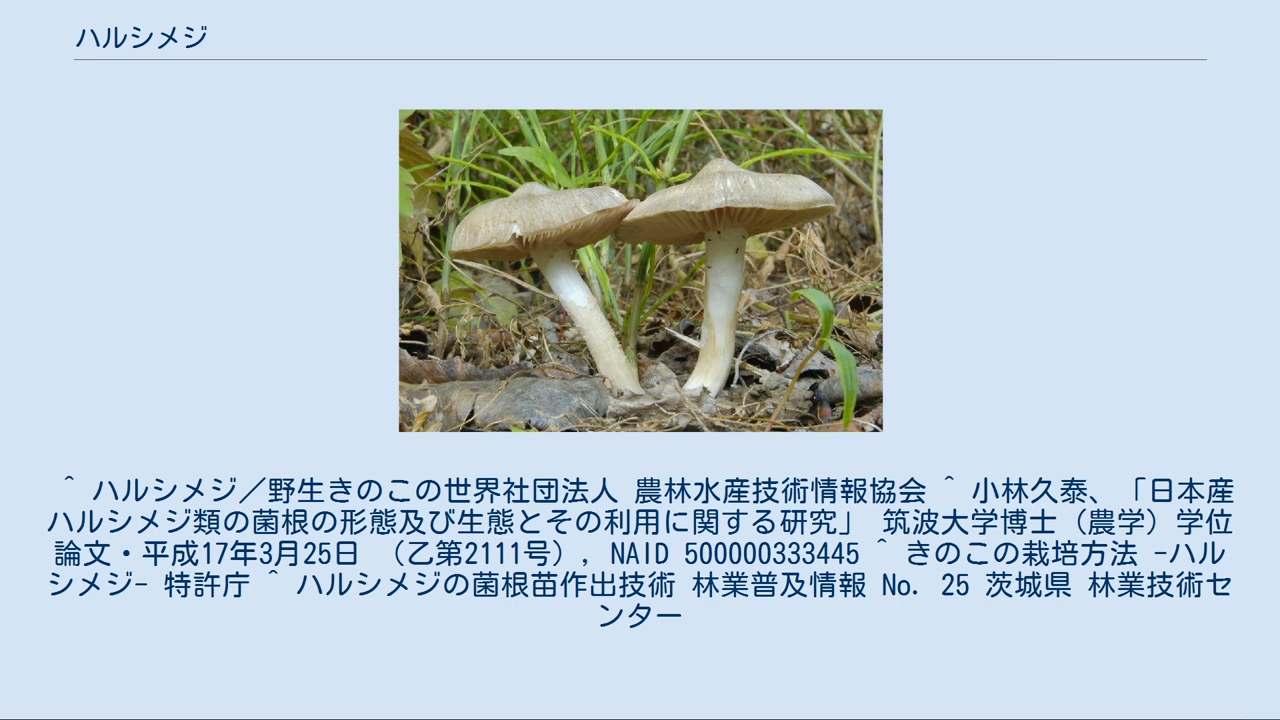 ハルシメジ
^ ハルシメジ／野生きのこの世界社団法人 農林水産技術情報協会 ^ 小林久泰、「日本産
ハルシメジ類の菌根の形態及び生態とその利用に関する研究」 筑波大学博士（農学）学位
論文・平成17年3月25日 （乙第2111号）, NAID 500000333445 ^ きのこの栽培方法 -ハル
シメジ- 特許庁 ^ ハルシメジの菌根苗作出技術 林業普及情報 No. 25 茨城県 林業技術セ
ンター